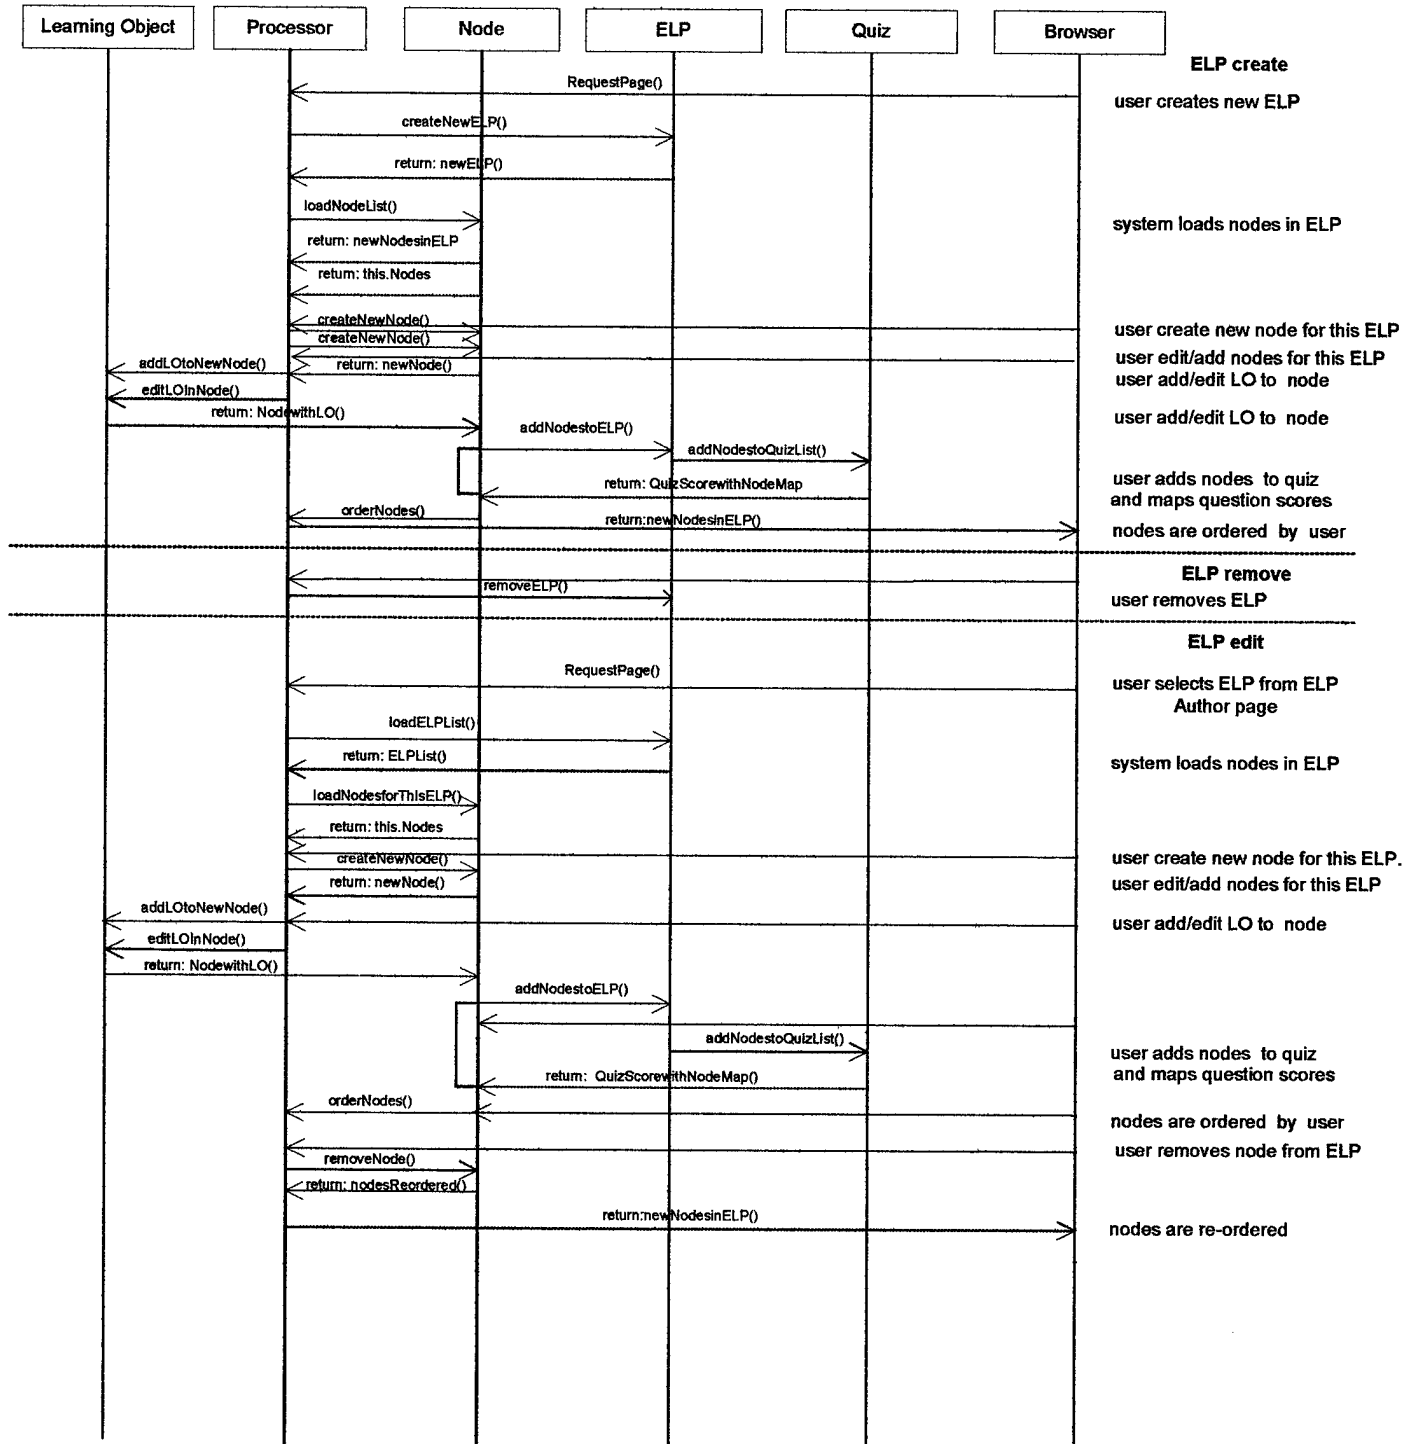 Learning Object Processor Node ELP Quiz Browser
ELP create
RequestPage()
user creates new ELP
createNewELP()
return: newELP()
loadNodeList()
system loads nodes in ELP
return: newNodesinELP
return: this.Nodes
createNewNode()
user create new node for this ELP
createNewNode()
user edit/add nodes for this ELP
addLOtoNewNode() return: newNode()
user add/edit LO to node
editLOInNode()
return: NodewithLO()
user add/edit LO to node
addNodestoELP()
addNodestoQuizList()
return: QuizScorewithNodeMap
user adds nodes to quiz
and maps question scores
orderNodes()
return:newNodesinELP()
nodes are ordered by user
ELP remove
removeELP()
user removes ELP
ELP edit
RequestPage()
user selects ELP from ELP
Author page
loadELPList()
return: ELPList()
system loads nodes in ELP
loadNodesforThisELP()
return: this.Nodes
createNewNode()
user create new node for this ELP.
return: newNode()
user edit/add nodes for this ELP
addLOtoNewNode()
user add/edit LO to node
editLOInNode()
return: NodewithLO()
addNodestoELP()
addNodestoQuizList()
user adds nodes to quiz
and maps question scores
return: QuizScorewithNodeMap()
orderNodes()
nodes are ordered by user
user removes node from ELP
removeNode()
return: nodesReordered()
return:newNodesinELP()
nodes are re-ordered